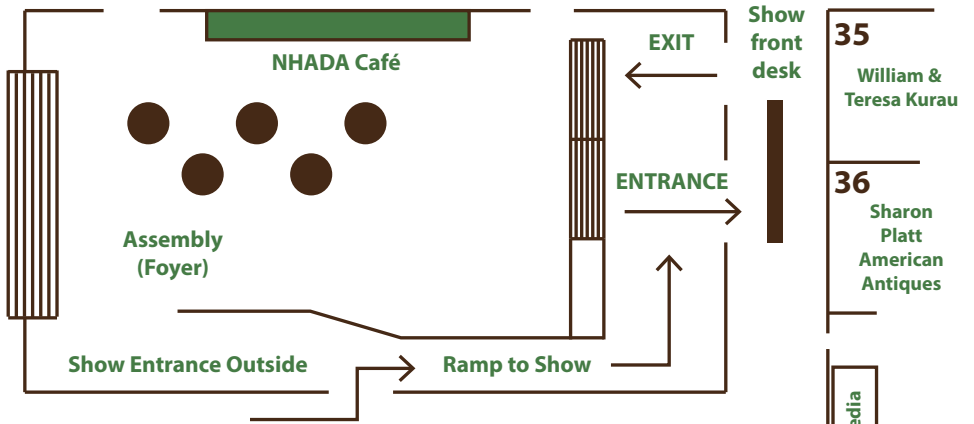 NHADA Café
Assembly
(Foyer)
Show Entrance Outside
Ramp to Show
EXIT
ENTRANCE
Show
front
desk
35
William &
Teresa Kurau
36
Sharon
Platt
American
Antiques